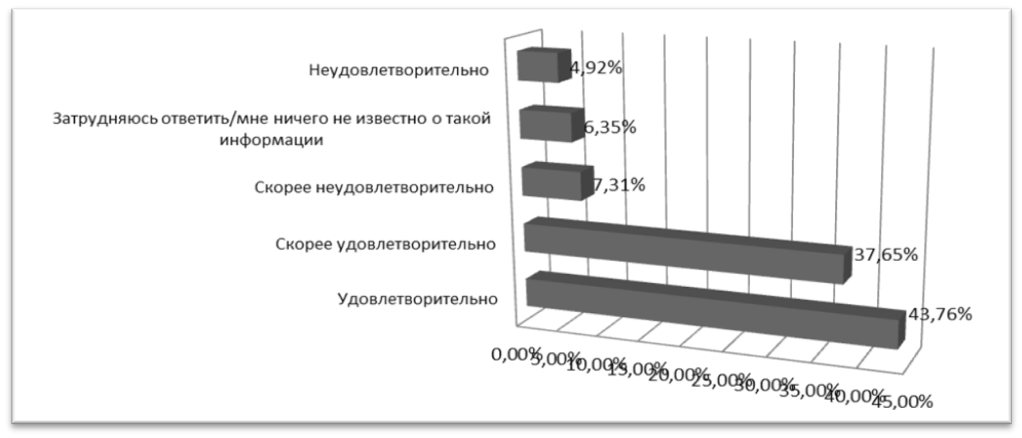 Неудовлетворительно
4,92%
Затрудняюсь ответить/мне ничего не известно о такой
информации
6,35%
Скорее неудовлетворительно
7,31%
Скорее удовлетворительно
37,65%
Удовлетворительно
43,76%
0,00%
5,00%
10,00%
15,00%
20,00%
25,00%
30,00%
35,00%
40,00%
45,00%